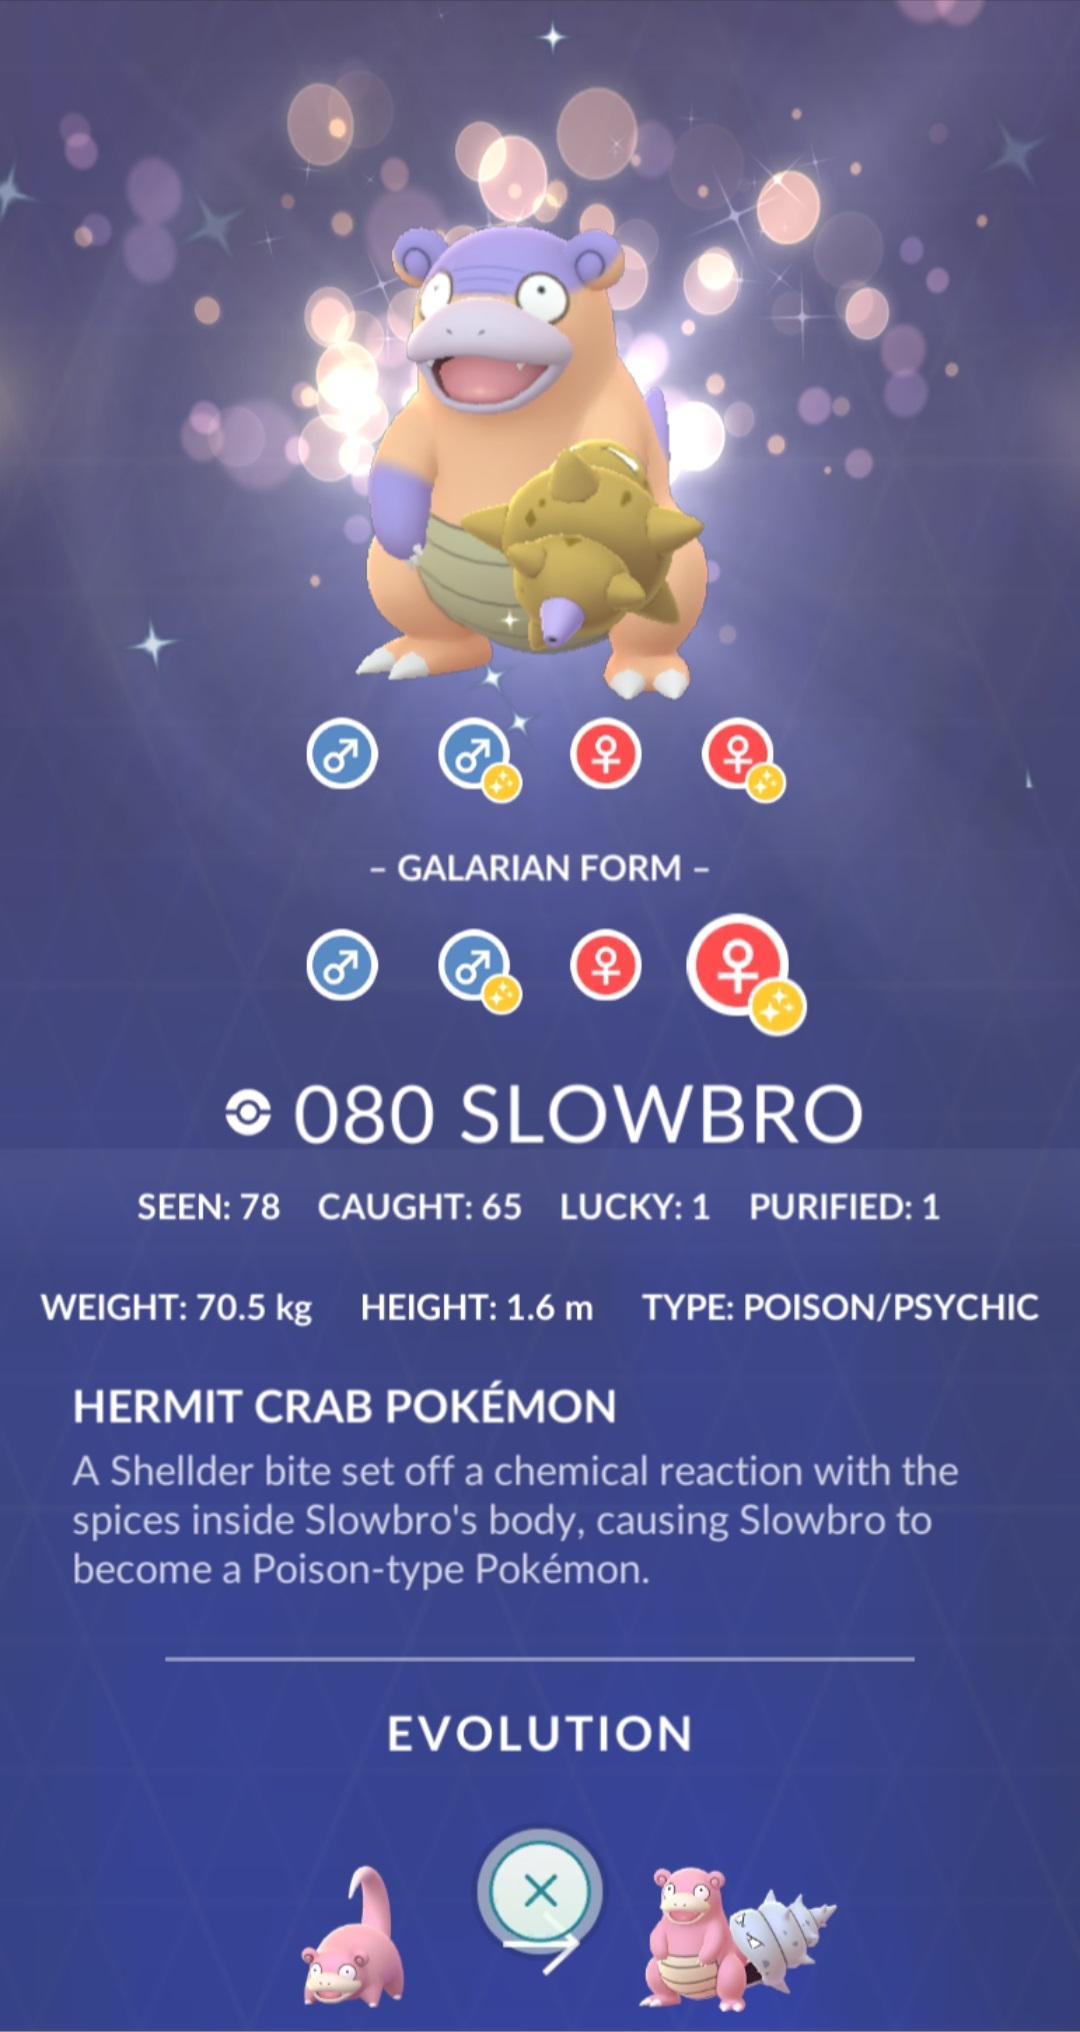 – GALARIAN FORM –
080 SLOWBRO
SEEN: 78 CAUGHT: 65 LUCKY: 1 PURIFIED: 1
WEIGHT: 70.5 kg HEIGHT: 1.6 m TYPE: POISON/PSYCHIC
HERMIT CRAB POKÉMON
A Shellder bite set off a chemical reaction with the
spices inside Slowbro's body, causing Slowbro to
become a Poison-type Pokémon.
EVOLUTION